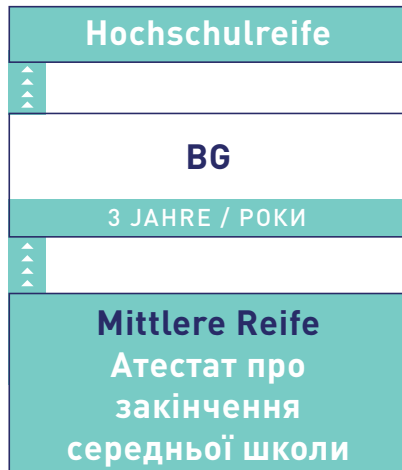 Hochschulreife
BG
3 JAHRE / РОКИ
Mittlere Reife
Атестат про
закінчення
середньої школи